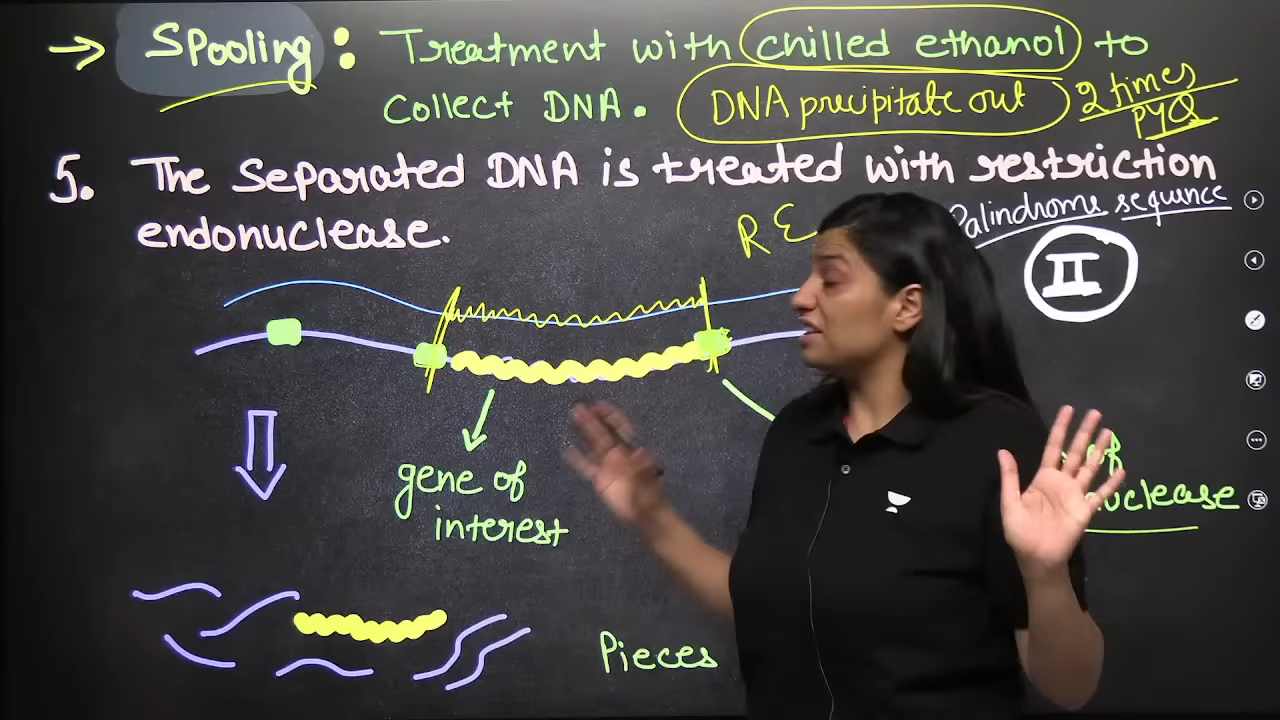 → Spooling: Treatment with chilled ethanol to
collect DNA. DNA precipitate out 2 times
PYQ
5. The separated DNA is treated with restriction
endonuclease.
Palindrome sequence
RE
II
gene of
interest
of
nuclease
Pieces